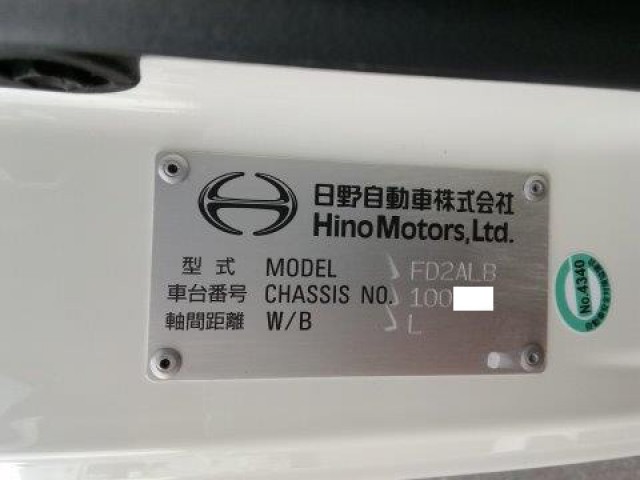 日野自動車株式会社
Hino Motors, Ltd.
型式 MODEL FD2ALB
車台番号 CHASSIS NO. 100
軸間距離 W/B L
No.4340